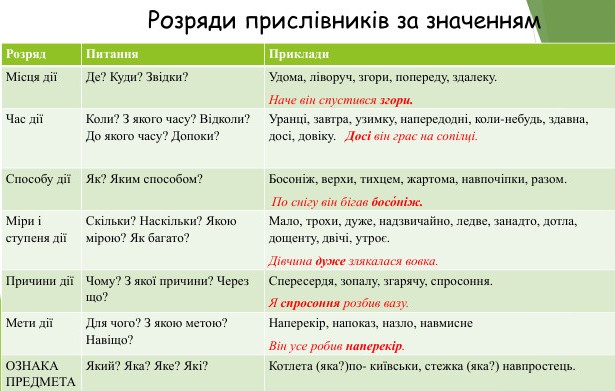 Розряди прислівників за значенням
Розряд Питання Приклади
Місця дії Де? Куди? Звідки? Удома, ліворуч, згори, попереду, здалеку.
Наче він спустився згори.
Час дії Коли? З якого часу? Відколи? Уранці, завтра, узимку, напередодні, коли-небудь, здавна,
До якого часу? Допоки? досі, довіку. Досі він грає на сопілці.
Способу дії Як? Яким способом? Босоніж, верхи, тихцем, жартома, навпочіпки, разом.
По снігу він бігав босо́ніж.
Міри і Скільки? Наскільки? Якою Мало, трохи, дуже, надзвичайно, ледве, занадто, дотла,
ступеня дії мірою? Як багато? дощенту, двічі, утроє.
Дівчина дуже злякалася вовка.
Причини дії Чому? З якої причини? Через Спересердя, зопалу, згарячу, спросоння.
що? Я спросоння розбив вазу.
Мети дії Для чого? З якою метою? Наперекір, напоказ, назло, навмисне
Навіщо? Він усе робив наперекір.
ОЗНАКА Який? Яка? Яке? Які? Котлета (яка?)по- київськи, стежка (яка?) навпростець.
ПРЕДМЕТА